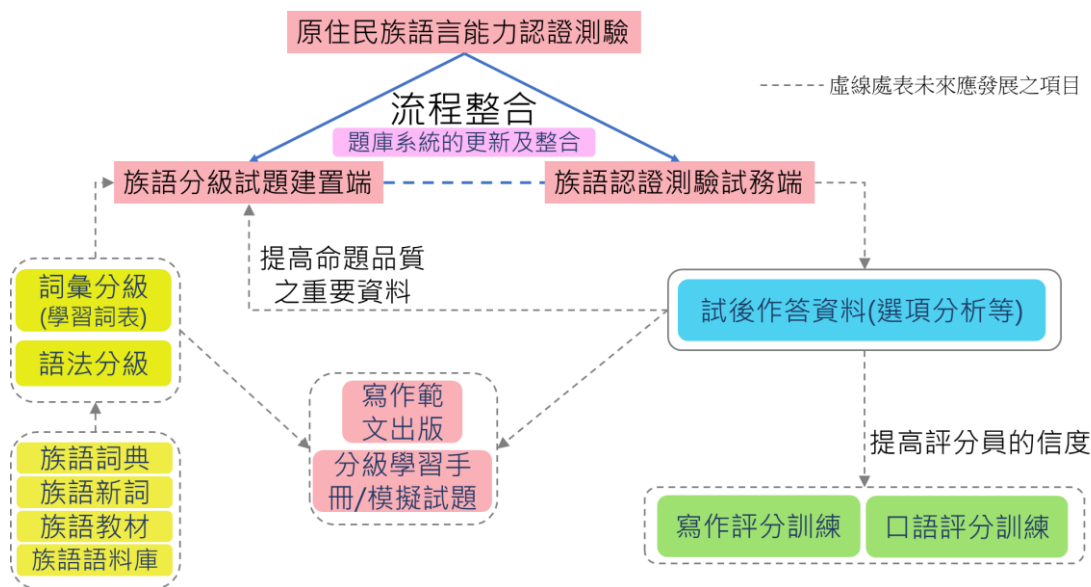 原住民族語言能力認證測驗
虛線處表未來應發展之項目
流程整合
題庫系統的更新及整合
族語分級試題建置端
族語認證測驗試務端
提高命題品質
之重要資料
詞彙分級
(學習詞表)
語法分級
試後作答資料(選項分析等)
寫作範
文出版
分級學習手
冊/模擬試題
提高評分員的信度
族語詞典
族語新詞
族語教材
族語語料庫
寫作評分訓練
口語評分訓練